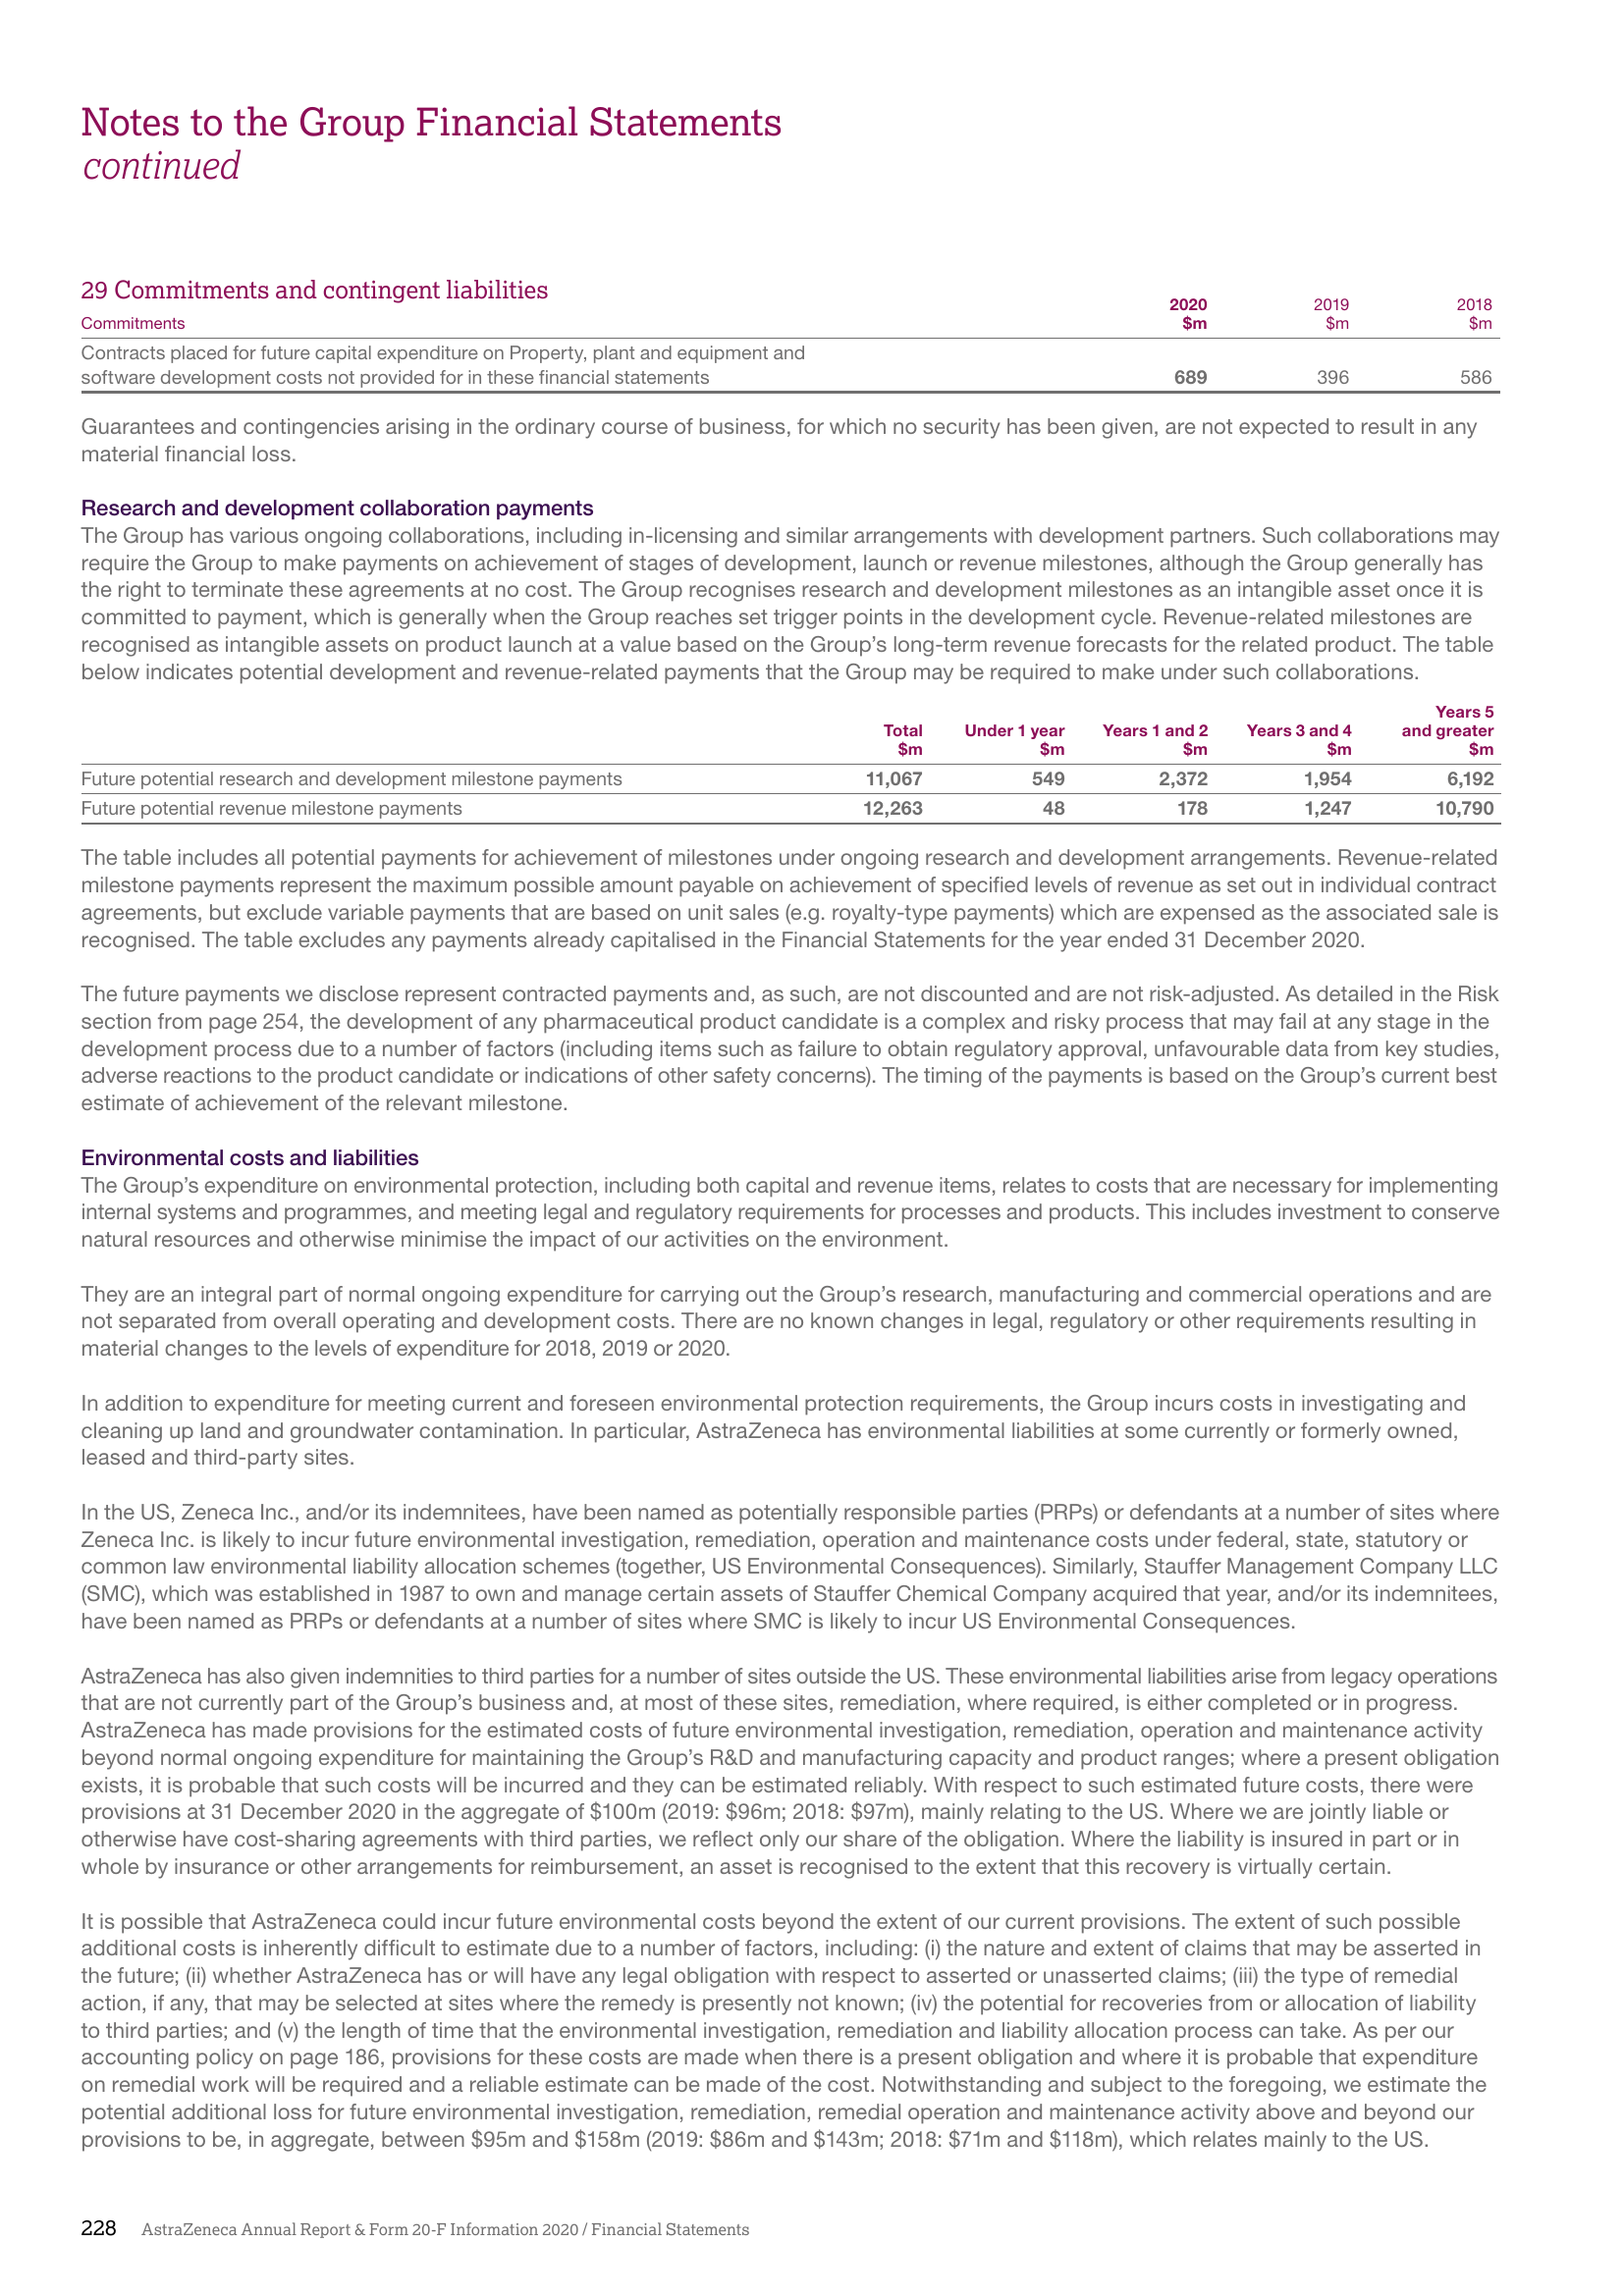 Notes to the Group Financial Statements
continued
29 Commitments and contingent liabilities
Commitments
2020 $m 2019 $m 2018 $m
Contracts placed for future capital expenditure on Property, plant and equipment and
software development costs not provided for in these financial statements 689 396 586
Guarantees and contingencies arising in the ordinary course of business, for which no security has been given, are not expected to result in any
material financial loss.
Research and development collaboration payments
The Group has various ongoing collaborations, including in-licensing and similar arrangements with development partners. Such collaborations may
require the Group to make payments on achievement of stages of development, launch or revenue milestones, although the Group generally has
the right to terminate these agreements at no cost. The Group recognises research and development milestones as an intangible asset once it is
committed to payment, which is generally when the Group reaches set trigger points in the development cycle. Revenue-related milestones are
recognised as intangible assets on product launch at a value based on the Group's long-term revenue forecasts for the related product. The table
below indicates potential development and revenue-related payments that the Group may be required to make under such collaborations.
Total $m Under 1 year $m Years 1 and 2 $m Years 3 and 4 $m Years 5 and greater $m
Future potential research and development milestone payments 11,067 549 2,372 1,954 6,192
Future potential revenue milestone payments 12,263 48 178 1,247 10,790
The table includes all potential payments for achievement of milestones under ongoing research and development arrangements. Revenue-related
milestone payments represent the maximum possible amount payable on achievement of specified levels of revenue as set out in individual contract
agreements, but exclude variable payments that are based on unit sales (e.g. royalty-type payments) which are expensed as the associated sale is
recognised. The table excludes any payments already capitalised in the Financial Statements for the year ended 31 December 2020.
The future payments we disclose represent contracted payments and, as such, are not discounted and are not risk-adjusted. As detailed in the Risk
section from page 254, the development of any pharmaceutical product candidate is a complex and risky process that may fail at any stage in the
development process due to a number of factors (including items such as failure to obtain regulatory approval, unfavourable data from key studies,
adverse reactions to the product candidate or indications of other safety concerns). The timing of the payments is based on the Group's current best
estimate of achievement of the relevant milestone.
Environmental costs and liabilities
The Group's expenditure on environmental protection, including both capital and revenue items, relates to costs that are necessary for implementing
internal systems and programmes, and meeting legal and regulatory requirements for processes and products. This includes investment to conserve
natural resources and otherwise minimise the impact of our activities on the environment.
They are an integral part of normal ongoing expenditure for carrying out the Group's research, manufacturing and commercial operations and are
not separated from overall operating and development costs. There are no known changes in legal, regulatory or other requirements resulting in
material changes to the levels of expenditure for 2018, 2019 or 2020.
In addition to expenditure for meeting current and foreseen environmental protection requirements, the Group incurs costs in investigating and
cleaning up land and groundwater contamination. In particular, AstraZeneca has environmental liabilities at some currently or formerly owned,
leased and third-party sites.
In the US, Zeneca Inc., and/or its indemnitees, have been named as potentially responsible parties (PRPs) or defendants at a number of sites where
Zeneca Inc. is likely to incur future environmental investigation, remediation, operation and maintenance costs under federal, state, statutory or
common law environmental liability allocation schemes (together, US Environmental Consequences). Similarly, Stauffer Management Company LLC
(SMC), which was established in 1987 to own and manage certain assets of Stauffer Chemical Company acquired that year, and/or its indemnitees,
have been named as PRPs or defendants at a number of sites where SMC is likely to incur US Environmental Consequences.
AstraZeneca has also given indemnities to third parties for a number of sites outside the US. These environmental liabilities arise from legacy operations
that are not currently part of the Group's business and, at most of these sites, remediation, where required, is either completed or in progress.
AstraZeneca has made provisions for the estimated costs of future environmental investigation, remediation, operation and maintenance activity
beyond normal ongoing expenditure for maintaining the Group's R&D and manufacturing capacity and product ranges; where a present obligation
exists, it is probable that such costs will be incurred and they can be estimated reliably. With respect to such estimated future costs, there were
provisions at 31 December 2020 in the aggregate of $100m (2019: $96m; 2018: $97m), mainly relating to the US. Where we are jointly liable or
otherwise have cost-sharing agreements with third parties, we reflect only our share of the obligation. Where the liability is insured in part or in
whole by insurance or other arrangements for reimbursement, an asset is recognised to the extent that this recovery is virtually certain.
It is possible that AstraZeneca could incur future environmental costs beyond the extent of our current provisions. The extent of such possible
additional costs is inherently difficult to estimate due to a number of factors, including: (i) the nature and extent of claims that may be asserted in
the future; (ii) whether AstraZeneca has or will have any legal obligation with respect to asserted or unasserted claims; (iii) the type of remedial
action, if any, that may be selected at sites where the remedy is presently not known; (iv) the potential for recoveries from or allocation of liability
to third parties; and (v) the length of time that the environmental investigation, remediation and liability allocation process can take. As per our
accounting policy on page 186, provisions for these costs are made when there is a present obligation and where it is probable that expenditure
on remedial work will be required and a reliable estimate can be made of the cost. Notwithstanding and subject to the foregoing, we estimate the
potential additional loss for future environmental investigation, remediation, remedial operation and maintenance activity above and beyond our
provisions to be, in aggregate, between $95m and $158m (2019: $86m and $143m; 2018: $71m and $118m), which relates mainly to the US.
228 AstraZeneca Annual Report & Form 20-F Information 2020 / Financial Statements